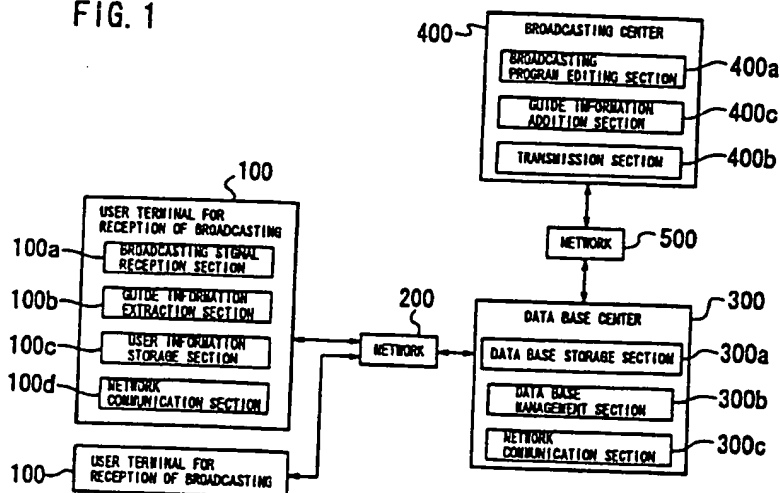 FIG. 1
400
BROADCASTING CENTER
BROADCASTING
PROGRAM EDITING SECTION
400a
GUIDE INFORMATION
ADDITION SECTION
400c
TRANSMISSION SECTION
400b
NETWORK
500
100
USER TERMINAL FOR
RECEPTION OF BROADCASTING
100a
BROADCASTING SIGNAL
RECEPTION SECTION
100b
GUIDE INFORMATION
EXTRACTION SECTION
100c
USER INFORMATION
STORAGE SECTION
100d
NETWORK
COMMUNICATION SECTION
200
NETWORK
300
DATA BASE CENTER
DATA BASE STORAGE SECTION
300a
DATA BASE
MANAGEMENT SECTION
300b
NETWORK
COMMUNICATION SECTION
300c
100
USER TERMINAL FOR
RECEPTION OF BROADCASTING